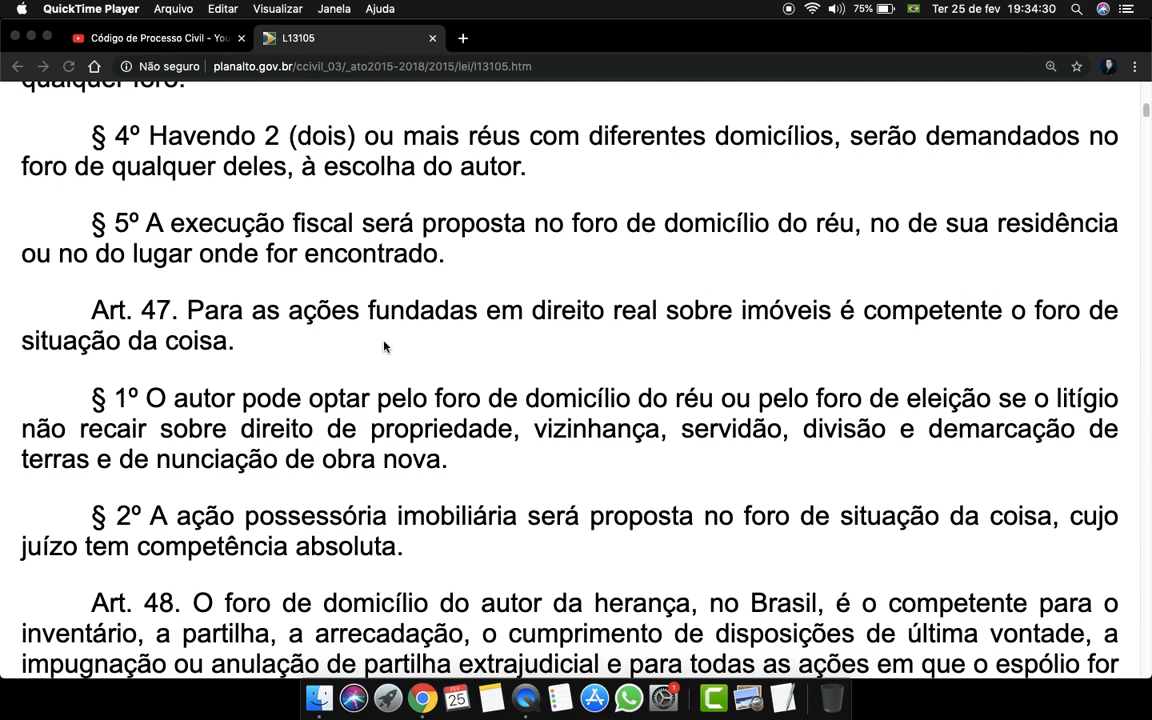 QuickTime Player Arquivo Editar Visualizar Janela Ajuda 75% Ter 25 de fev 19:34:30
Código de Processo Civil - You L13105
Não seguro planalto.gov.br/ccivil_03/_ato2015-2018/2015/lei/l13105.htm
qualquer foro.
§ 4º Havendo 2 (dois) ou mais réus com diferentes domicílios, serão demandados no
foro de qualquer deles, à escolha do autor.
§ 5º A execução fiscal será proposta no foro de domicílio do réu, no de sua residência
ou no do lugar onde for encontrado.
Art. 47. Para as ações fundadas em direito real sobre imóveis é competente o foro de
situação da coisa.
§ 1º O autor pode optar pelo foro de domicílio do réu ou pelo foro de eleição se o litígio
não recair sobre direito de propriedade, vizinhança, servidão, divisão e demarcação de
terras e de nunciação de obra nova.
§ 2º A ação possessória imobiliária será proposta no foro de situação da coisa, cujo
juízo tem competência absoluta.
Art. 48. O foro de domicílio do autor da herança, no Brasil, é o competente para o
inventário, a partilha, a arrecadação, o cumprimento de disposições de última vontade, a
impugnação ou anulação de partilha extrajudicial e para todas as ações em que o espólio for
FEV
25
1